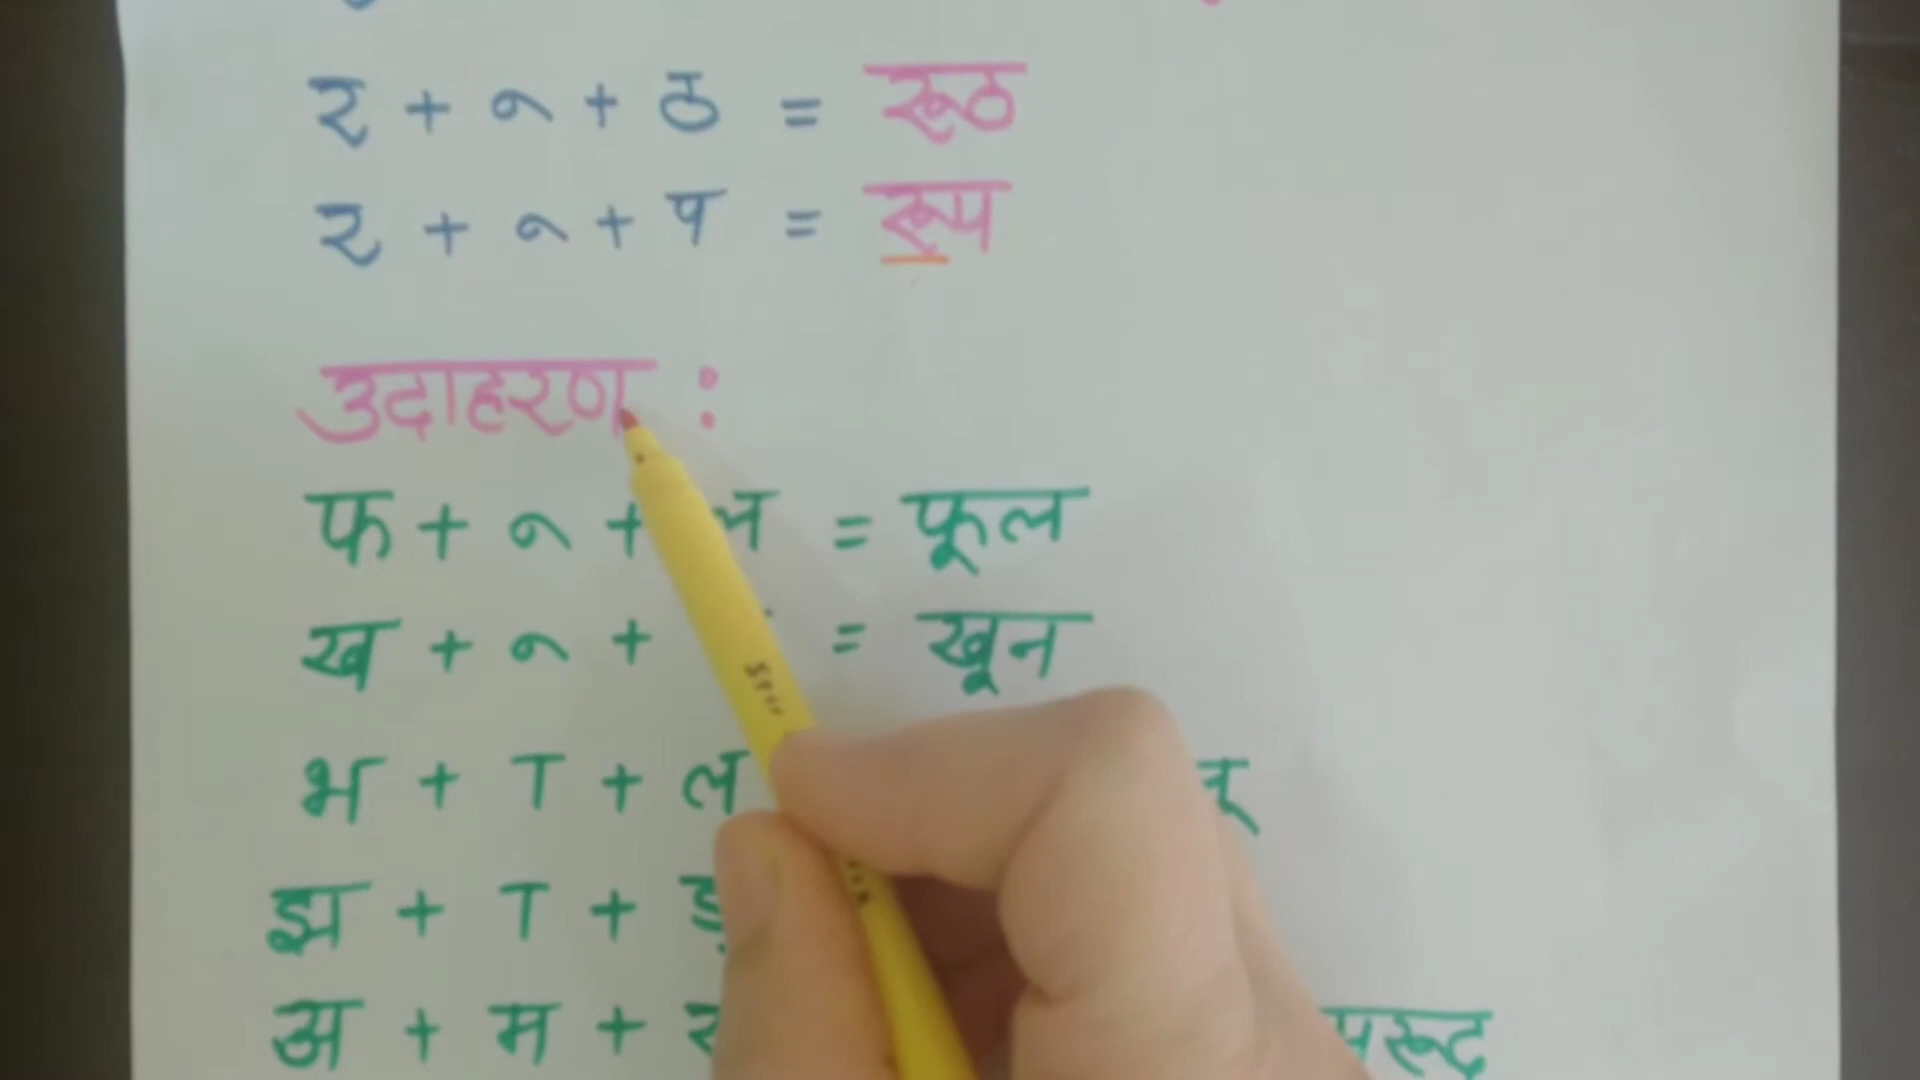 र + ू + ठ = रूठ
र + ू + प = रूप
उदाहरण :
फ + ू + ल = फूल
ख + ू + = खून
भ + ा + ल
झ + ा + ड़
अ + म +